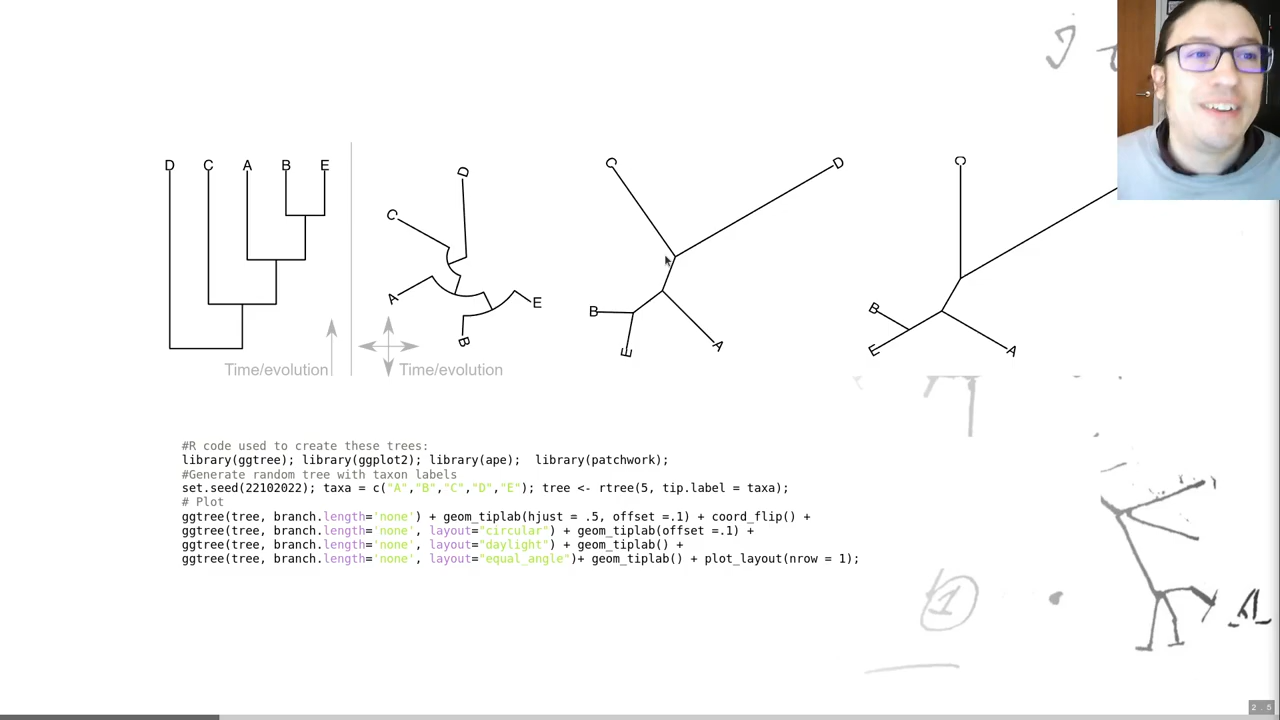 I
D C A B E
Time/evolution
D
C
A
E
B
Time/evolution
C
D
B
E
A
C
B
E
A
#R code used to create these trees:
library(ggtree); library(ggplot2); library(ape);  library(patchwork);
#Generate random tree with taxon labels
set.seed(22102022); taxa = c("A","B","C","D","E"); tree <- rtree(5, tip.label = taxa);
# Plot
ggtree(tree, branch.length='none') + geom_tiplab(hjust = .5, offset =.1) + coord_flip() +
ggtree(tree, branch.length='none', layout="circular") + geom_tiplab(offset =.1) +
ggtree(tree, branch.length='none', layout="daylight") + geom_tiplab() +
ggtree(tree, branch.length='none', layout="equal_angle")+ geom_tiplab() + plot_layout(nrow = 1);
1
A
2.5